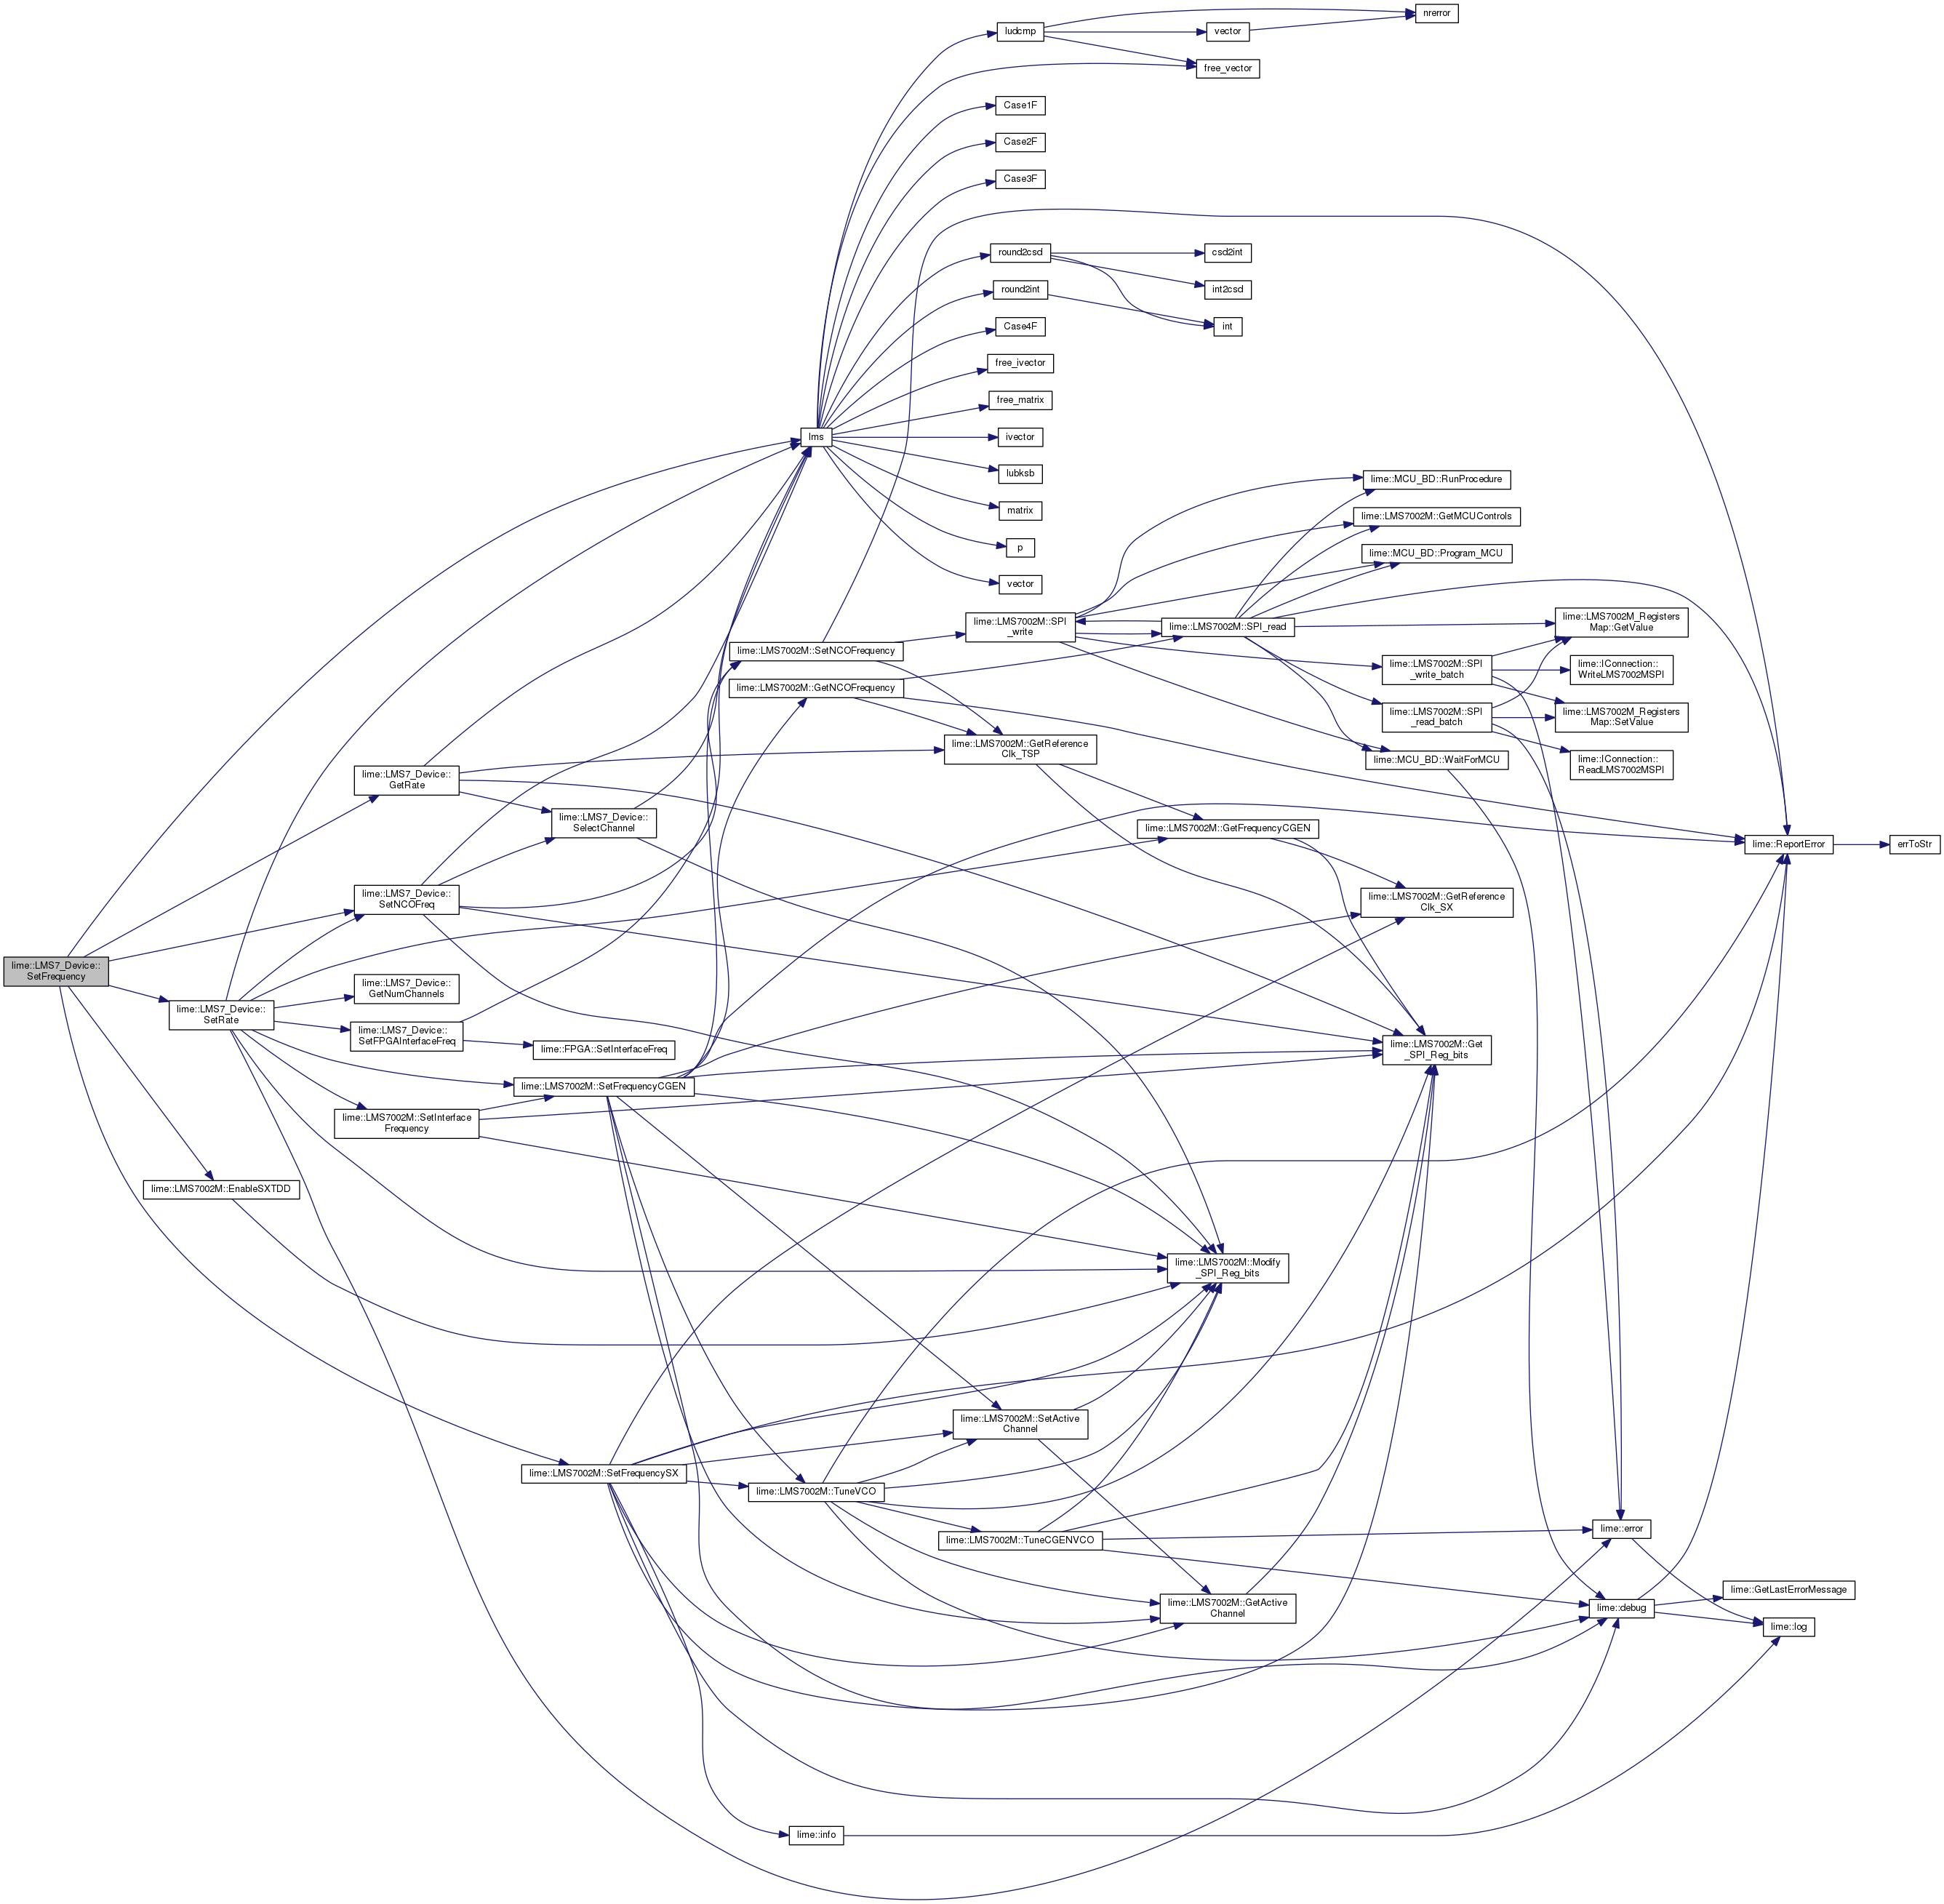 ludcmp
nrerror
vector
free_vector
Case1F
Case2F
Case3F
round2csd
csd2int
int2csd
round2int
int
Case4F
free_ivector
free_matrix
ivector
lubksb
matrix
p
vector
lms
lime::MCU_BD::RunProcedure
lime::LMS7002M::GetMCUControls
lime::MCU_BD::Program_MCU
lime::LMS7002M::SPI
_write
lime::LMS7002M::SPI_read
lime::LMS7002M_Registers
Map::GetValue
lime::LMS7002M::SetNCOFrequency
lime::LMS7002M::GetNCOFrequency
lime::LMS7002M::SPI
_write_batch
lime::IConnection::
WriteLMS7002MSPI
lime::LMS7002M::SPI
_read_batch
lime::LMS7002M_Registers
Map::SetValue
lime::LMS7002M::GetReference
Clk_TSP
lime::MCU_BD::WaitForMCU
lime::IConnection::
ReadLMS7002MSPI
lime::LMS7_Device::
GetRate
lime::LMS7_Device::
SelectChannel
lime::LMS7002M::GetFrequencyCGEN
lime::ReportError
errToStr
lime::LMS7_Device::
SetNCOFreq
lime::LMS7002M::GetReference
Clk_SX
lime::LMS7_Device::
SetFrequency
lime::LMS7_Device::
GetNumChannels
lime::LMS7_Device::
SetRate
lime::LMS7_Device::
SetFPGAInterfaceFreq
lime::FPGA::SetInterfaceFreq
lime::LMS7002M::Get
_SPI_Reg_bits
lime::LMS7002M::SetFrequencyCGEN
lime::LMS7002M::SetInterface
Frequency
lime::LMS7002M::EnableSXTDD
lime::LMS7002M::Modify
_SPI_Reg_bits
lime::LMS7002M::SetActive
Channel
lime::LMS7002M::SetFrequencySX
lime::LMS7002M::TuneVCO
lime::LMS7002M::TuneCGENVCO
lime::error
lime::LMS7002M::GetActive
Channel
lime::debug
lime::GetLastErrorMessage
lime::log
lime::info